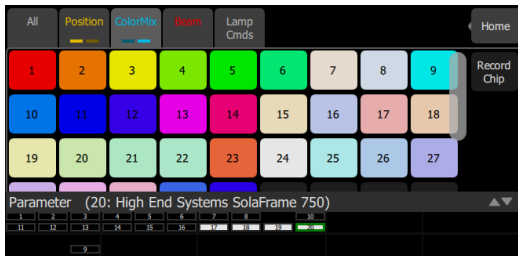 All Position ColorMix Beam Lamp Cmds Home
1 2 3 4 5 6 7 8 9 Record Chip
10 11 12 13 14 15 16 17 18
19 20 21 22 23 24 25 26 27
Parameter (20: High End Systems SolaFrame 750)
1 2 3 4 5 6 7 8 10
11 12 13 14 15 16 17 18 19 20
9